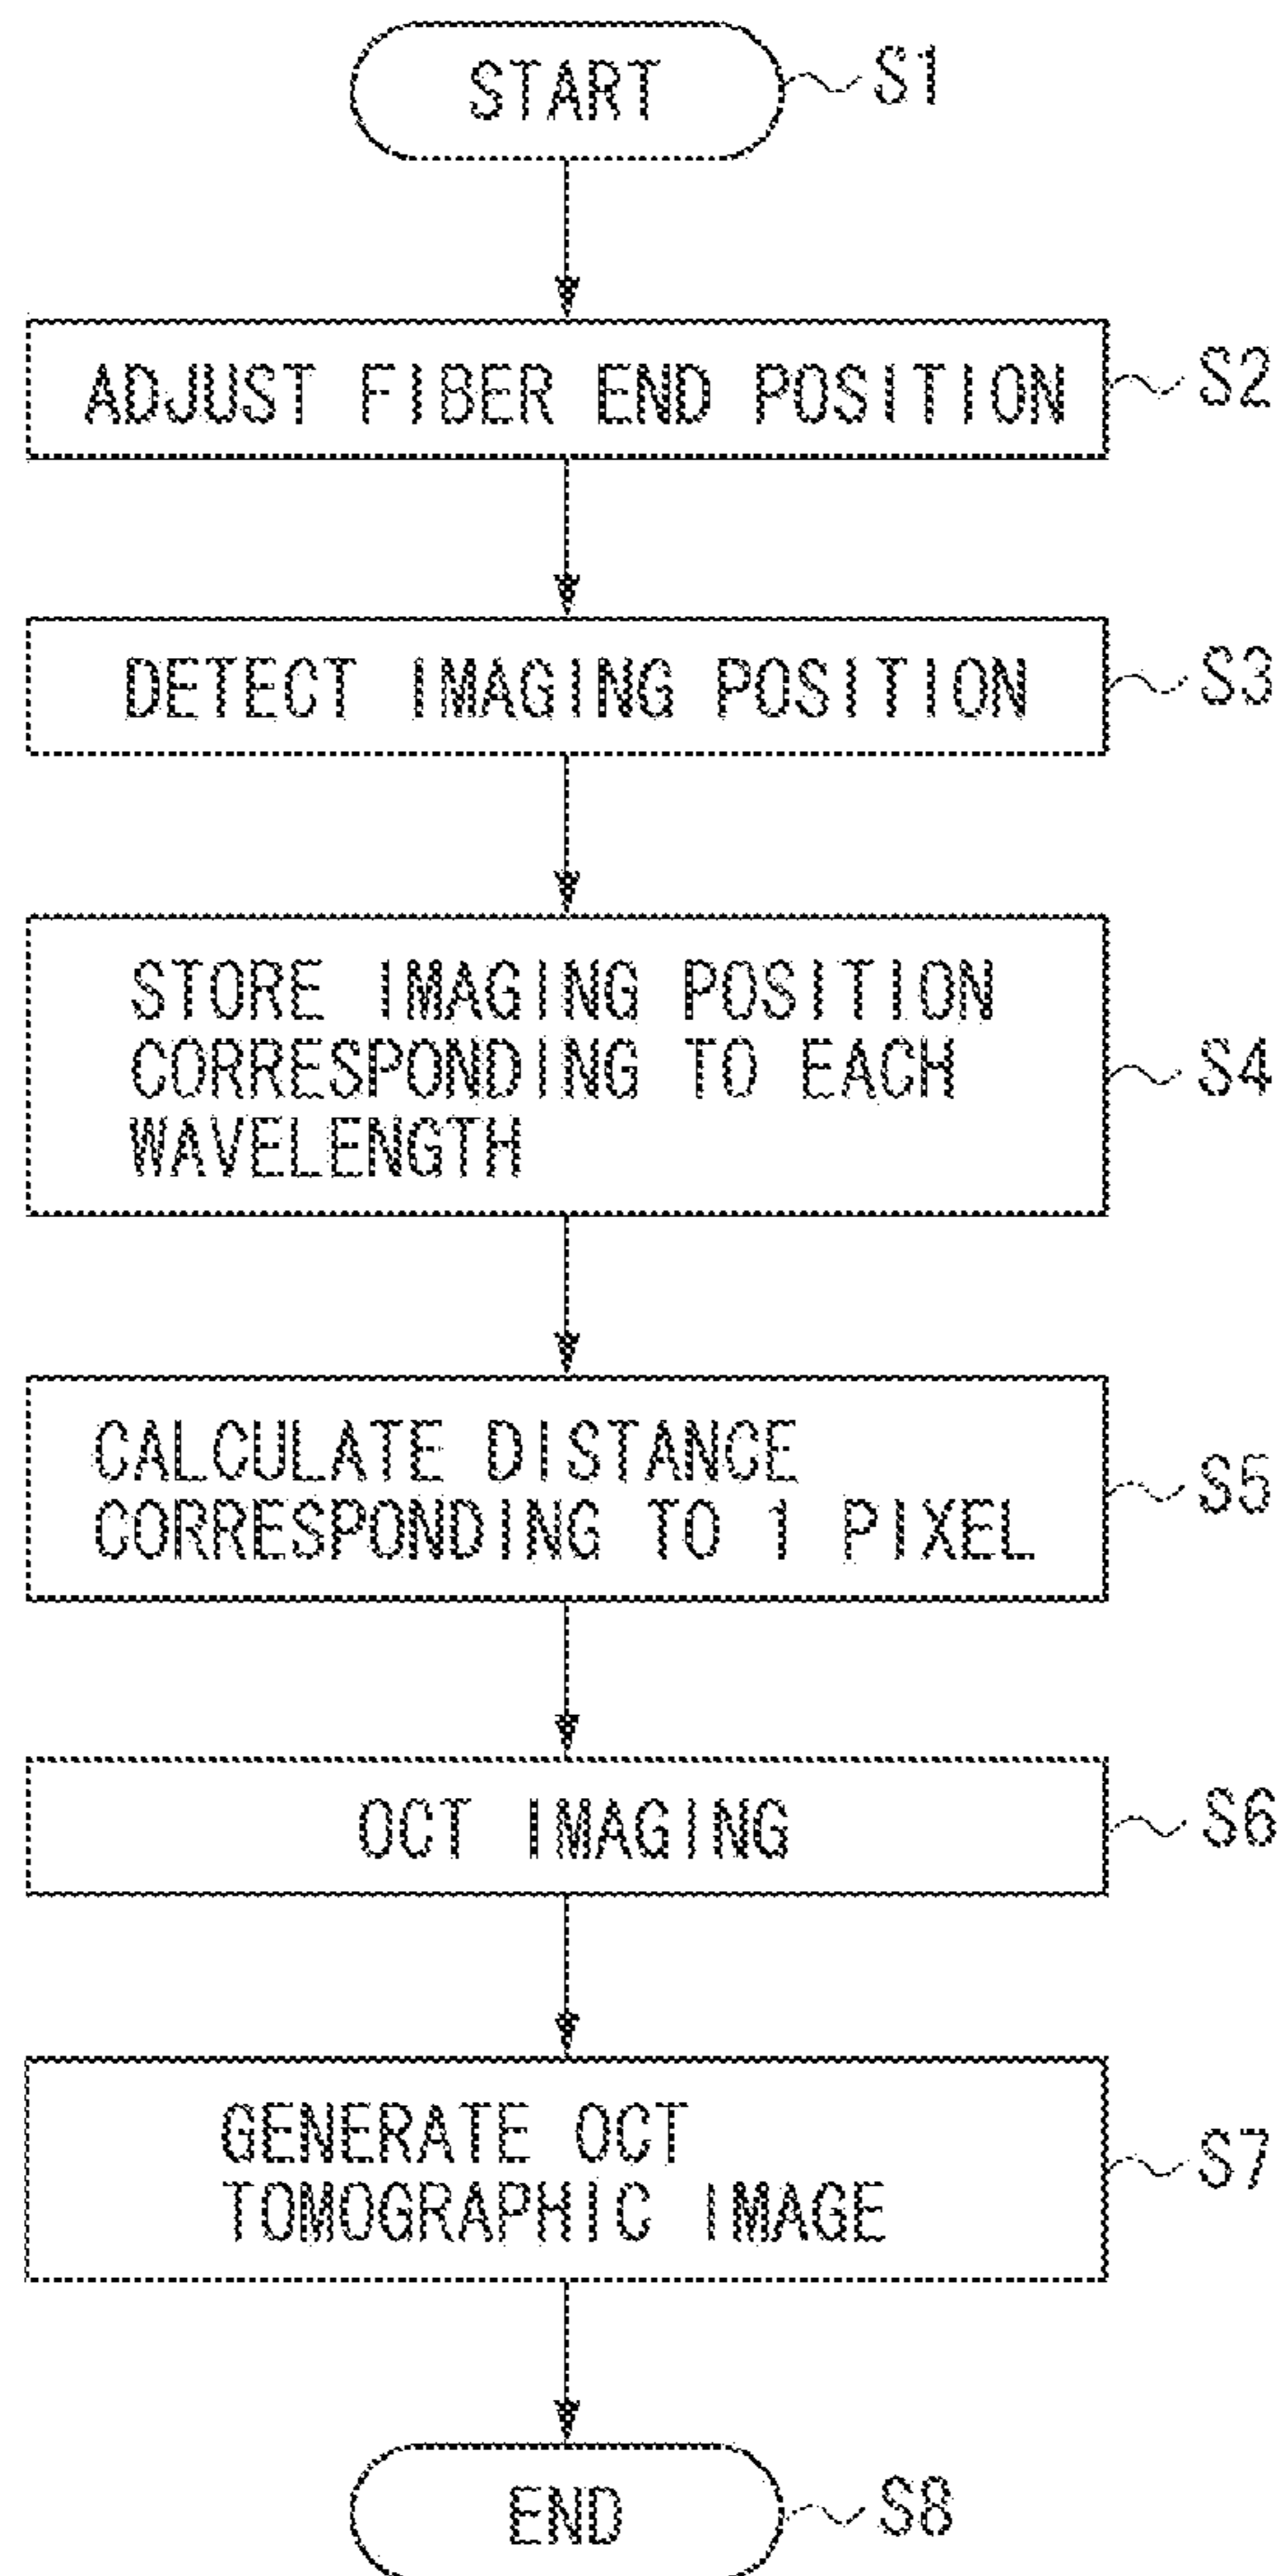 START
S1
ADJUST FIBER END POSITION
S2
DETECT IMAGING POSITION
S3
STORE IMAGING POSITION
CORRESPONDING TO EACH
WAVELENGTH
S4
CALCULATE DISTANCE
CORRESPONDING TO 1 PIXEL
S5
OCT IMAGING
S6
GENERATE OCT
TOMOGRAPHIC IMAGE
S7
END
S8